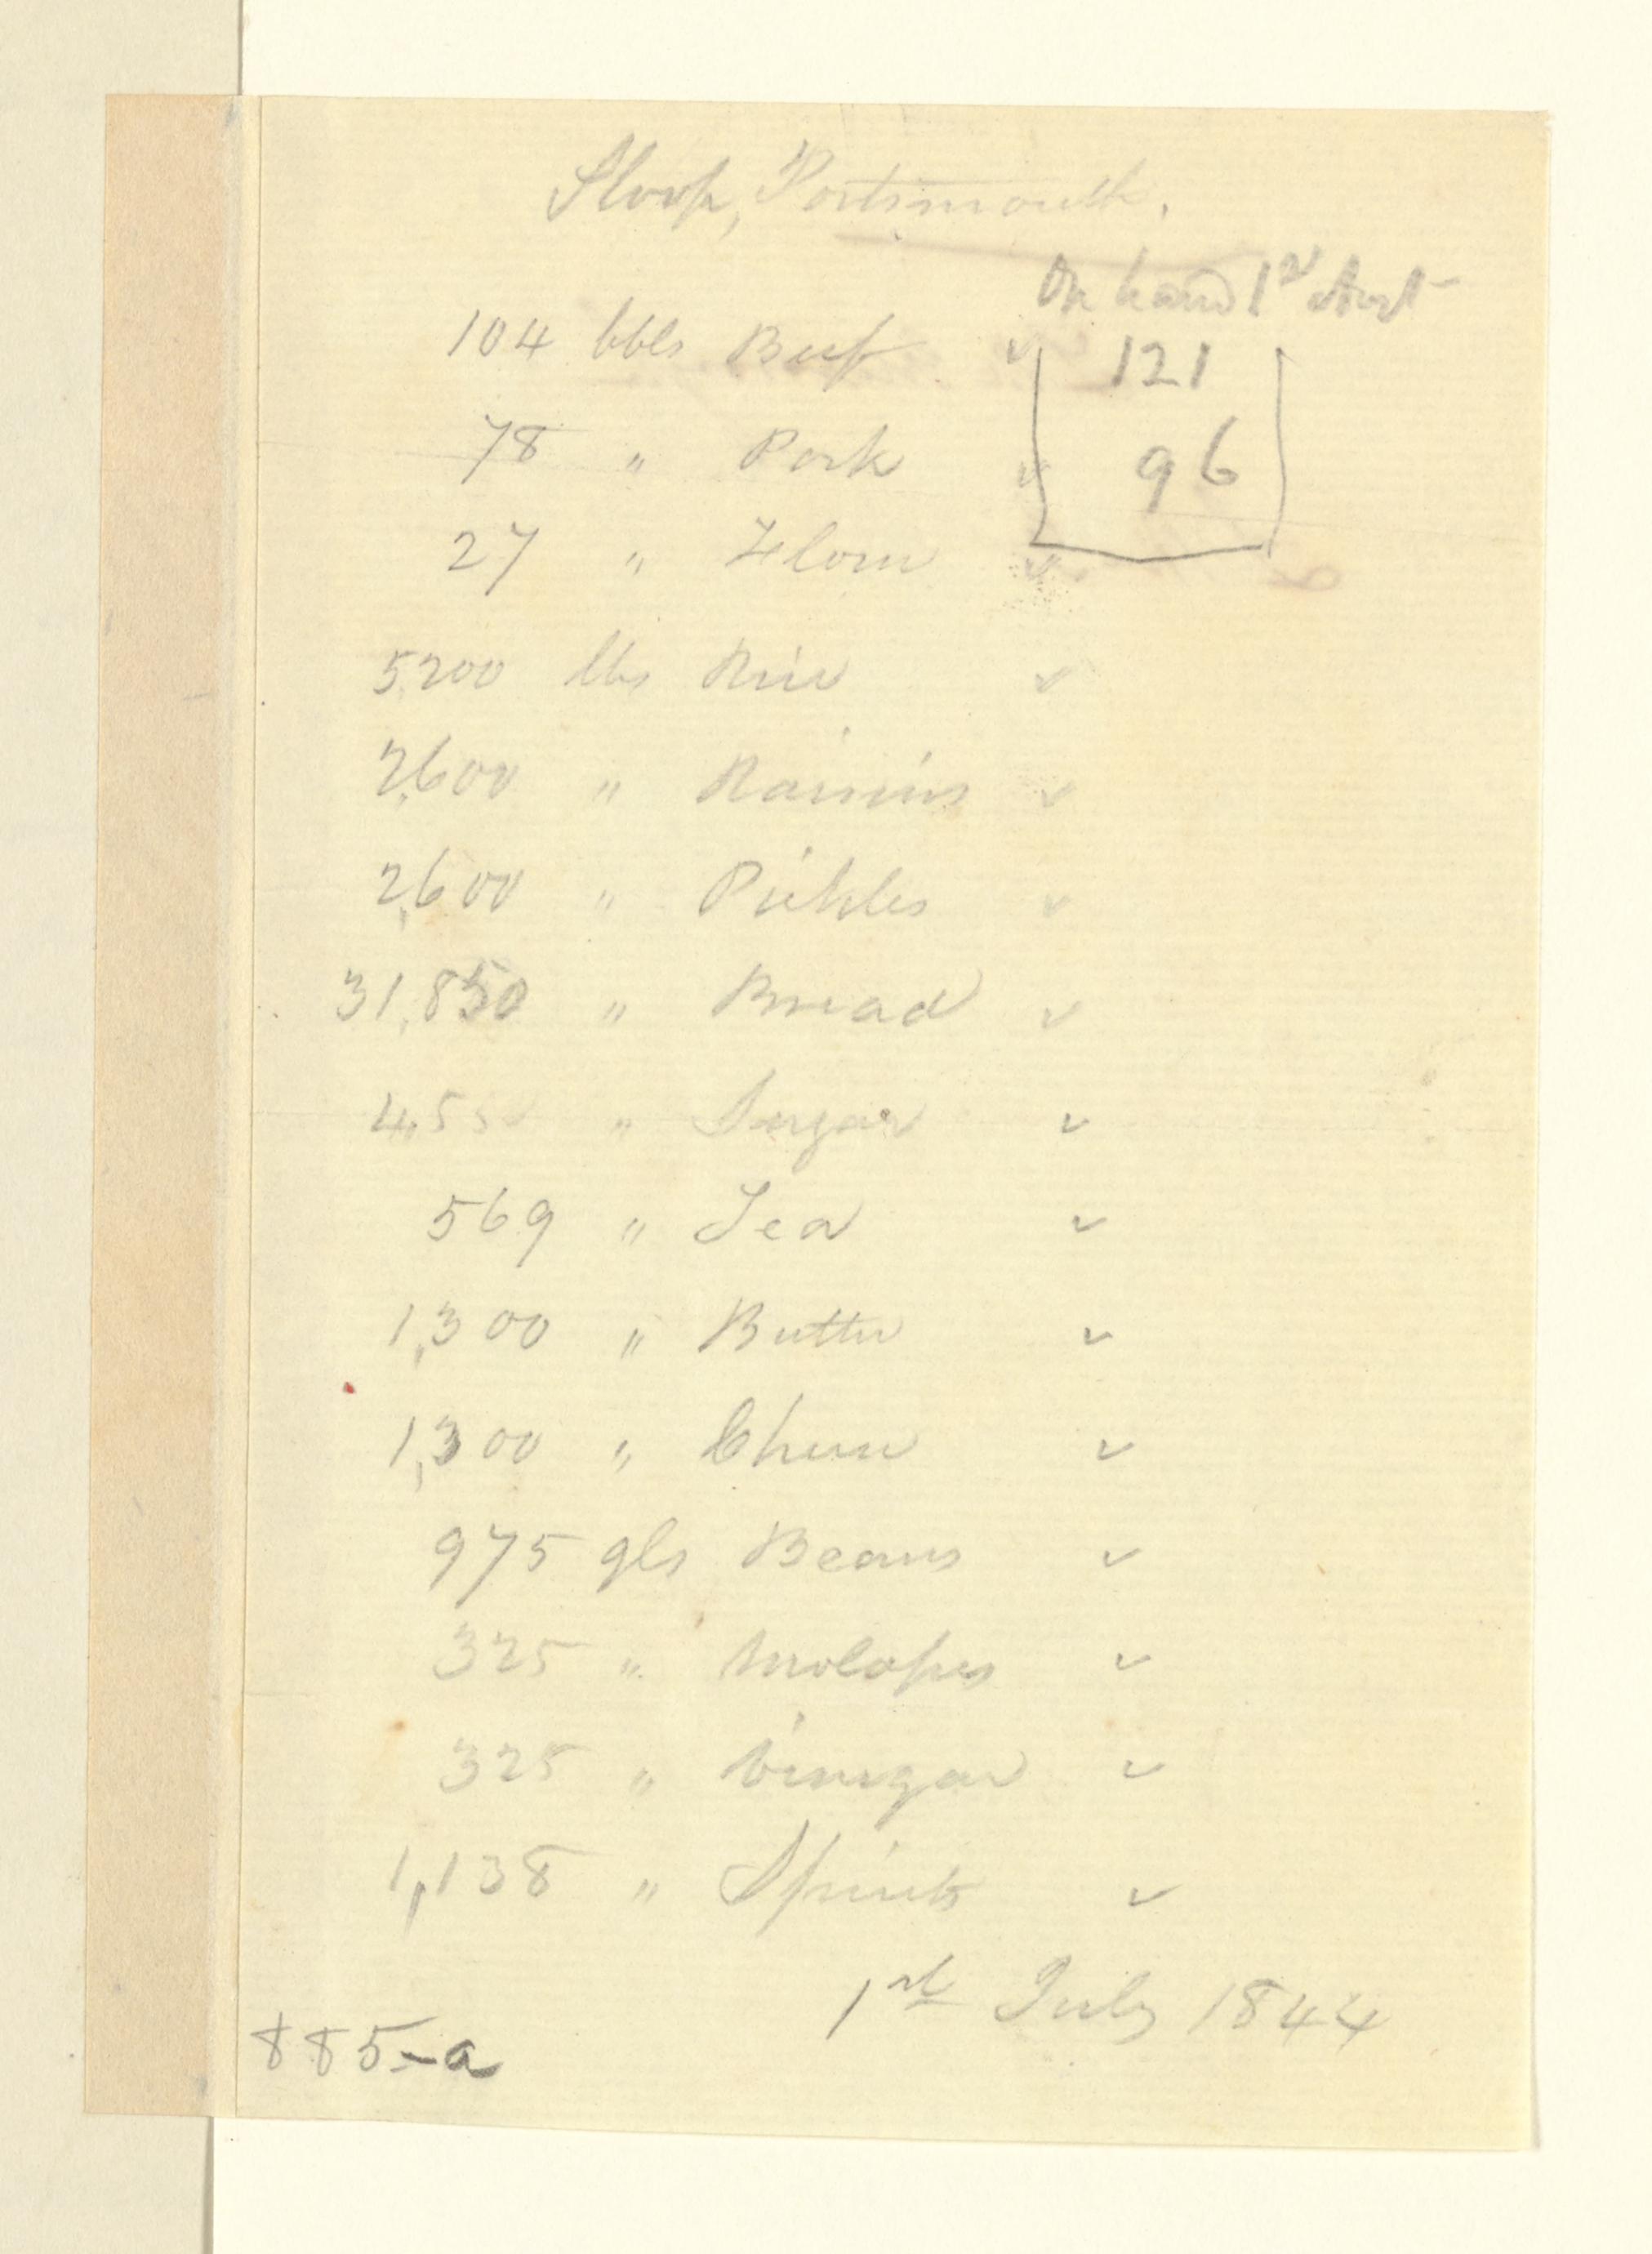 Sloop, Portsmouth.
On hand 1st
104 bbls Beef ✓ 121
78 " Pork ✓ 96
27 " Flour ✓
5,200 lbs Rice ✓
2,600 " Raisins ✓
2,600 " Pickles ✓
31,850 " Bread ✓
4,550 " Sugar ✓
569 " Tea ✓
1,300 " Butter ✓
1,300 " Cheese ✓
975 gls Beans ✓
325 " Molasses ✓
325 " Vinegar ✓
1,138 " Spirits ✓
1st July 1844
885-a